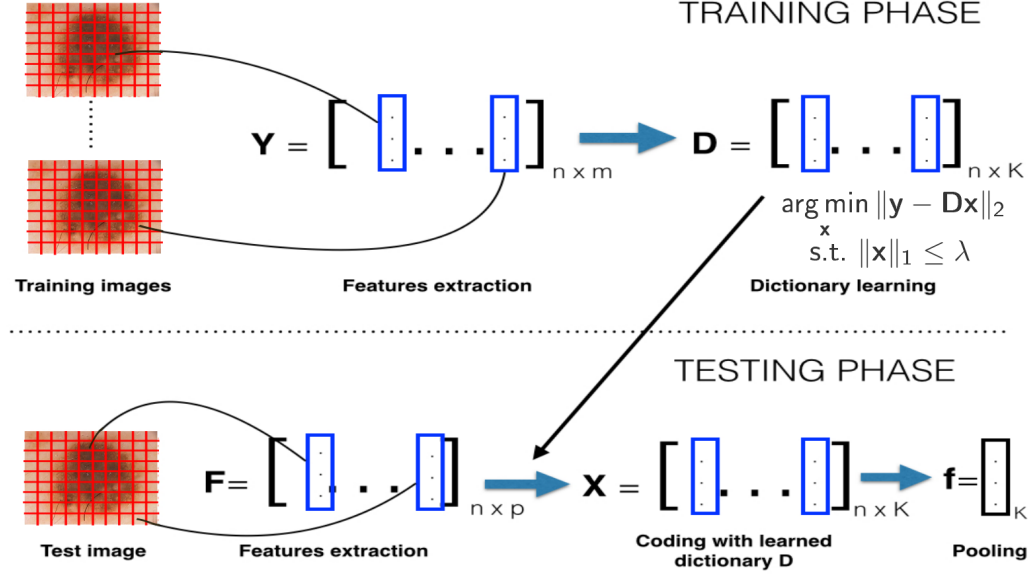 TRAINING PHASE
Y = [ . . . ] n x m
D = [ . . . ] n x K
arg min ‖y − Dx‖₂
x
s.t. ‖x‖₁ ≤ λ
Training images
Features extraction
Dictionary learning
TESTING PHASE
F= [ . . . ] n x p
X = [ . . . ] n x K
f= K
Test image
Features extraction
Coding with learned
dictionary D
Pooling